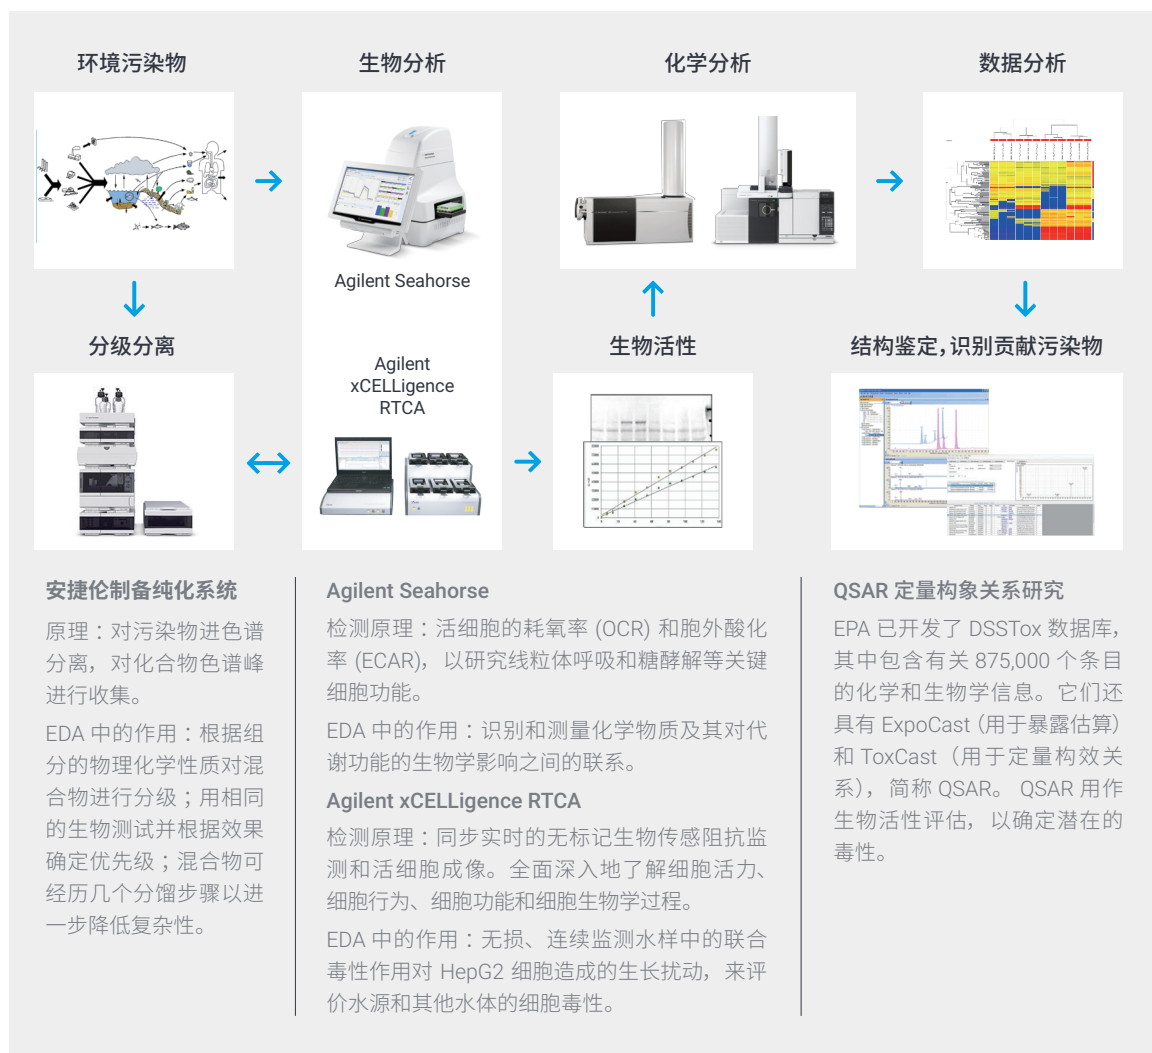 环境污染物
生物分析
化学分析
数据分析
Agilent Seahorse
分级分离
Agilent
xCELLigence
RTCA
生物活性
结构鉴定，识别贡献污染物
安捷伦制备纯化系统
原理：对污染物进色谱
分离，对化合物色谱峰
进行收集。
EDA 中的作用：根据组
分的物理化学性质对混
合物进行分级；用相同
的生物测试并根据效果
确定优先级；混合物可
经历几个分馏步骤以进
一步降低复杂性。
Agilent Seahorse
检测原理：活细胞的耗氧率 (OCR) 和胞外酸化
率 (ECAR)，以研究线粒体呼吸和糖酵解等关键
细胞功能。
EDA 中的作用：识别和测量化学物质及其对代
谢功能的生物学影响之间的联系。
Agilent xCELLigence RTCA
检测原理：同步实时的无标记生物传感阻抗监
测和活细胞成像。全面深入地了解细胞活力、
细胞行为、细胞功能和细胞生物学过程。
EDA 中的作用：无损、连续监测水样中的联合
毒性作用对 HepG2 细胞造成的生长扰动，来评
价水源和其他水体的细胞毒性。
QSAR 定量构象关系研究
EPA 已开发了 DSSTox 数据库，
其中包含有关 875,000 个条目
的化学和生物学信息。它们还
具有 ExpoCast（用于暴露估算）
和 ToxCast（用于定量构效关
系），简称 QSAR。 QSAR 用作
生物活性评估，以确定潜在的
毒性。